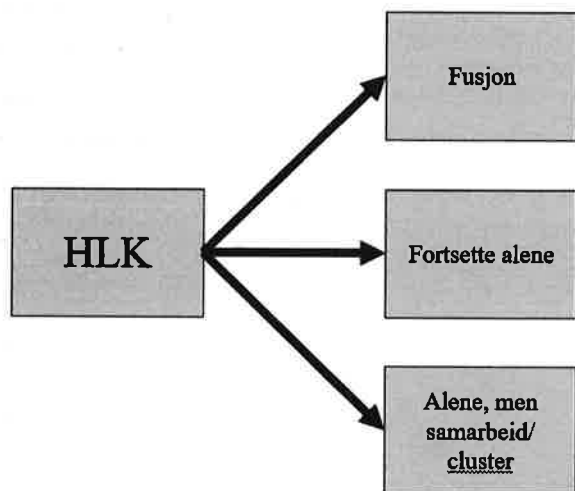 Fusjon
HLK
Fortsette alene
Alene, men
samarbeid/
cluster